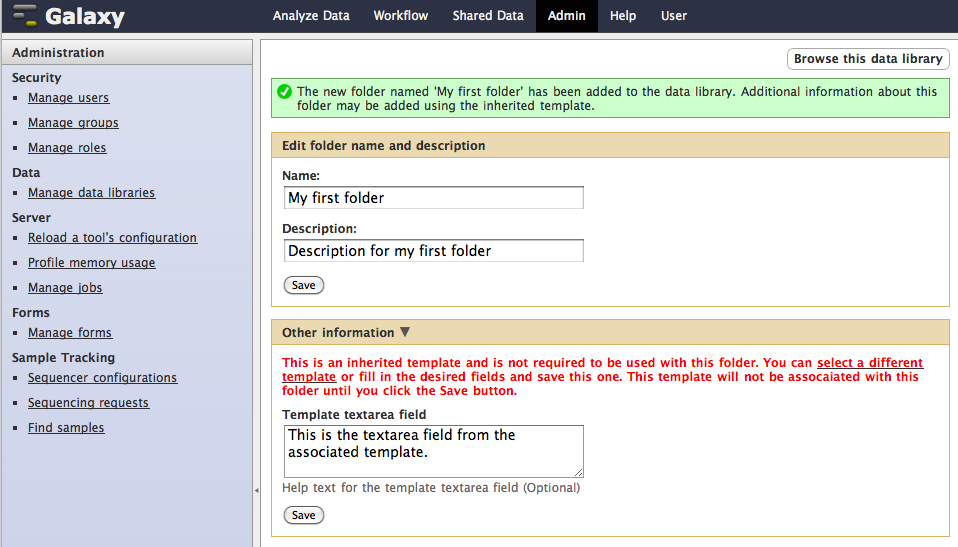 Galaxy
Analyze Data Workflow Shared Data Admin Help User
Administration
Security
Manage users
Manage groups
Manage roles
Data
Manage data libraries
Server
Reload a tool's configuration
Profile memory usage
Manage jobs
Forms
Manage forms
Sample Tracking
Sequencer configurations
Sequencing requests
Find samples
Browse this data library
The new folder named 'My first folder' has been added to the data library. Additional information about this
folder may be added using the inherited template.
Edit folder name and description
Name:
My first folder
Description:
Description for my first folder
Save
Other information ▼
This is an inherited template and is not required to be used with this folder. You can select a different
template or fill in the desired fields and save this one. This template will not be assocaiated with this
folder until you click the Save button.
Template textarea field
This is the textarea field from the
associated template.
Help text for the template textarea field (Optional)
Save